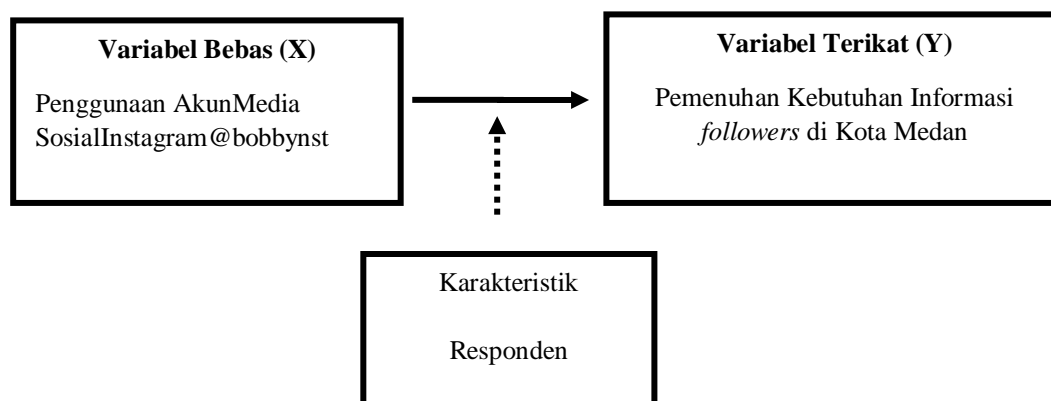 Variabel Bebas (X)
Penggunaan AkunMedia
SosialInstagram@bobbynst
Variabel Terikat (Y)
Pemenuhan Kebutuhan Informasi
followers di Kota Medan
Karakteristik
Responden